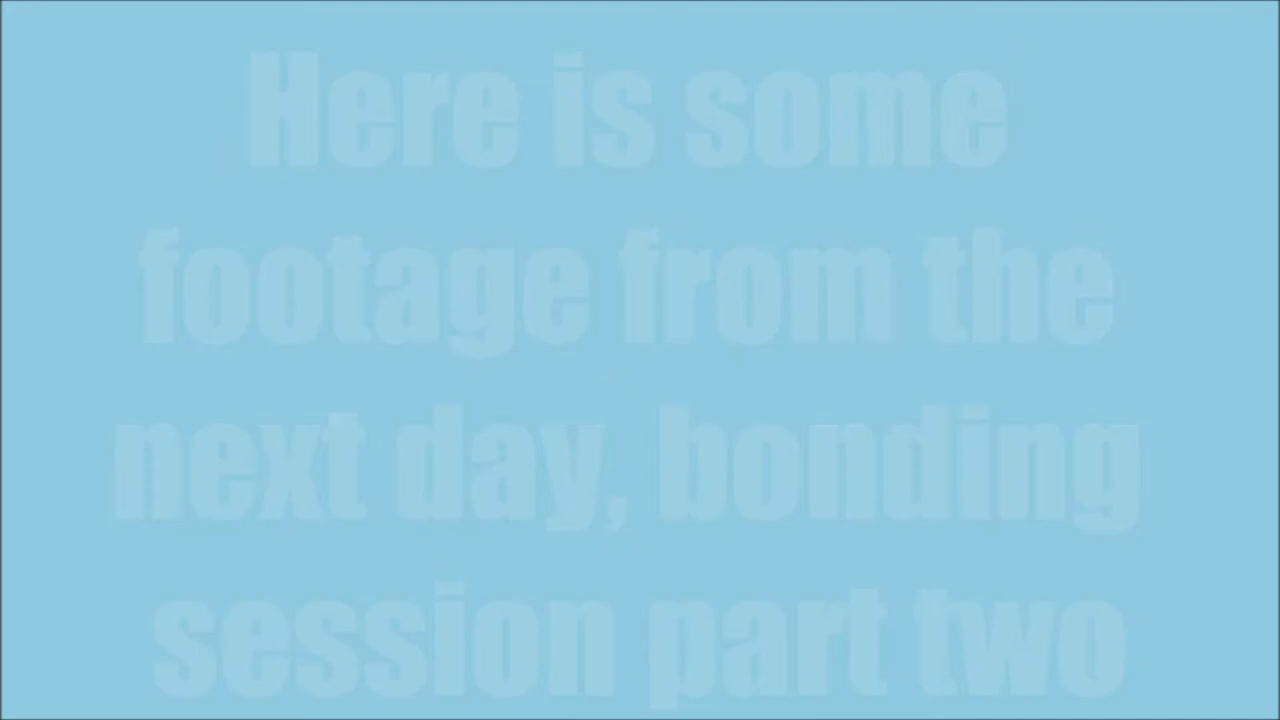 Here is some
footage from the
next day, bonding
session part two